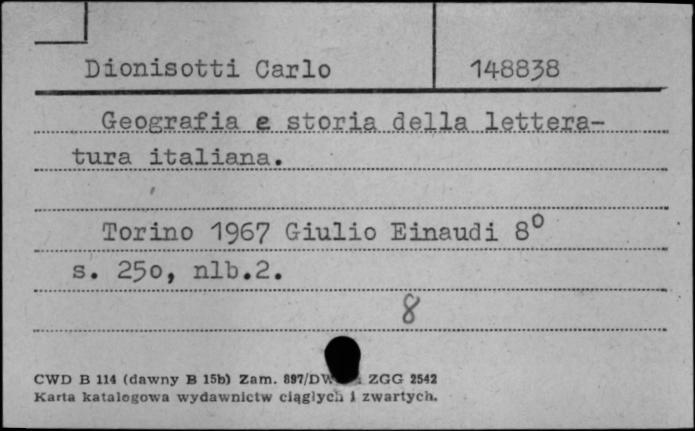 Dionisotti Carlo 148838
Geografia e storia della lettera-
tura italiana.
Torino 1967 Giulio Einaudi 8⁰
s. 25o, nlb.2.
8
CWD B 114 (dawny B 15b) Zam. 897/DW ZGG 2542
Karta katalogowa wydawnictw ciągłych i zwartych.